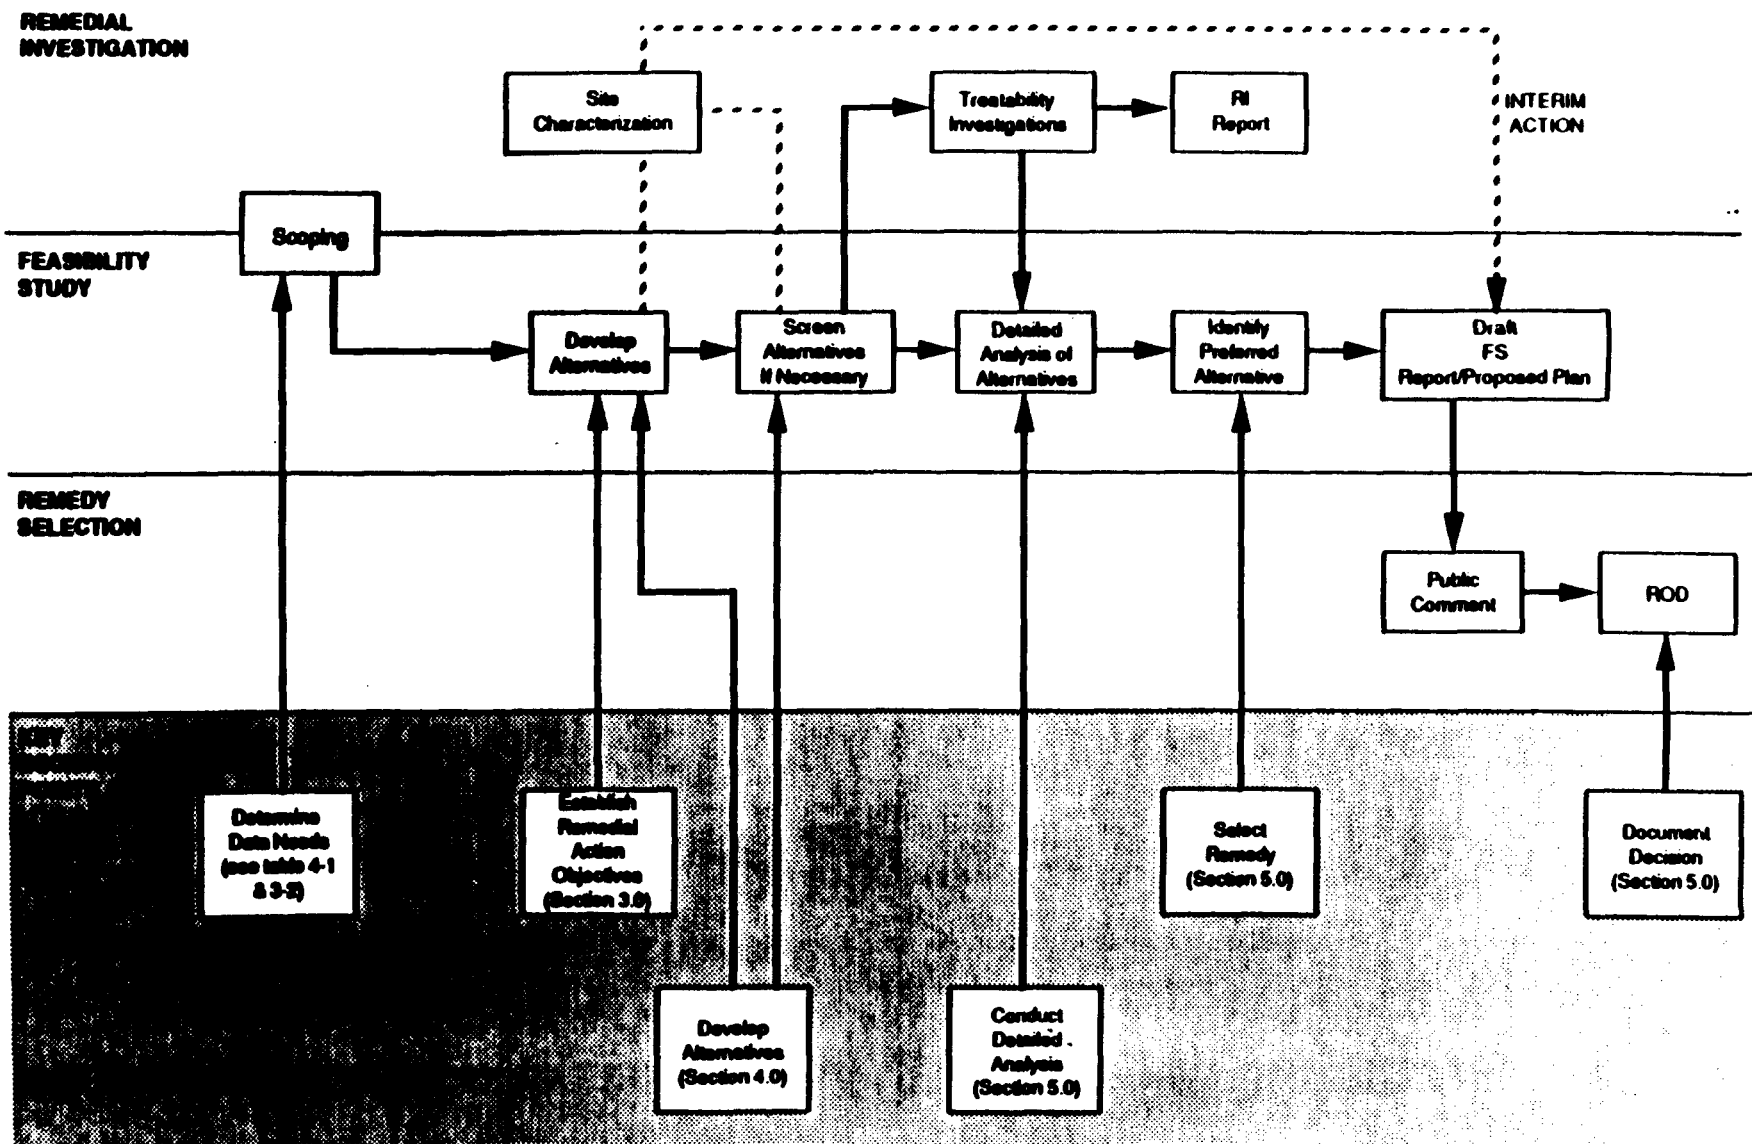 REMEDIAL
INVESTIGATION
Site
Characterization
Treatability
Investigations
RI
Report
INTERIM
ACTION
Scoping
FEASIBILITY
STUDY
Develop
Alternatives
Screen
Alternatives
If Necessary
Detailed
Analysis of
Alternatives
Identify
Preferred
Alternative
Draft
FS
Report/Proposed Plan
REMEDY
SELECTION
Public
Comment
ROD
KEY
Determine
Data Needs
(see table 4-1
& 3-2)
Establish
Remedial
Action
Objectives
(Section 3.0)
Select
Remedy
(Section 5.0)
Document
Decision
(Section 5.0)
Develop
Alternatives
(Section 4.0)
Conduct
Detailed
Analysis
(Section 5.0)